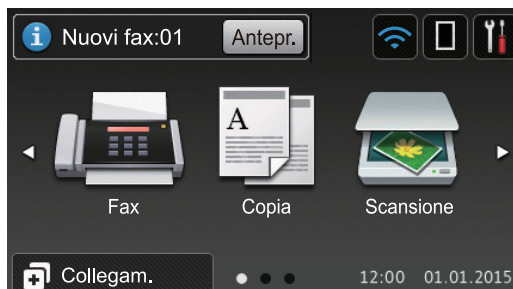 Nuovi fax:01 Antepr.
A
Fax Copia Scansione
Collegam. 12:00 01.01.2015